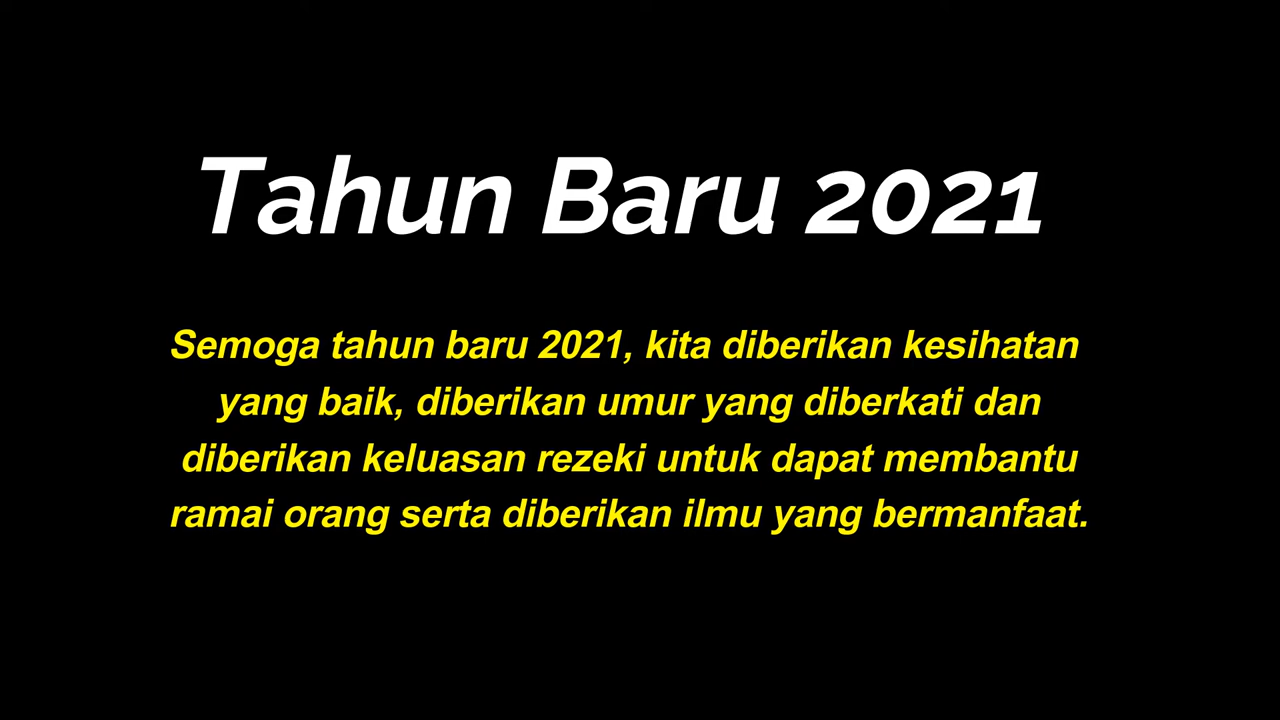 Tahun Baru 2021
Semoga tahun baru 2021, kita diberikan kesihatan
yang baik, diberikan umur yang diberkati dan
diberikan keluasan rezeki untuk dapat membantu
ramai orang serta diberikan ilmu yang bermanfaat.